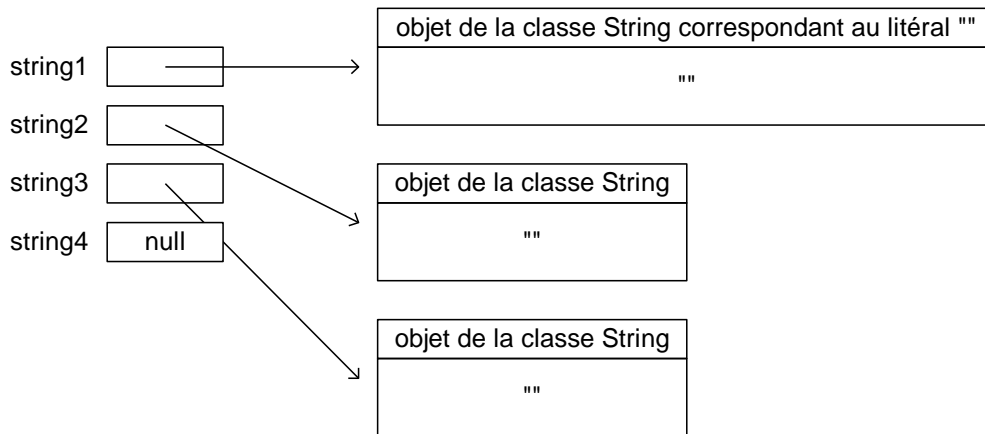 objet de la classe String correspondant au litéral ""
string1
""
string2
string3
objet de la classe String
""
string4
null
objet de la classe String
""